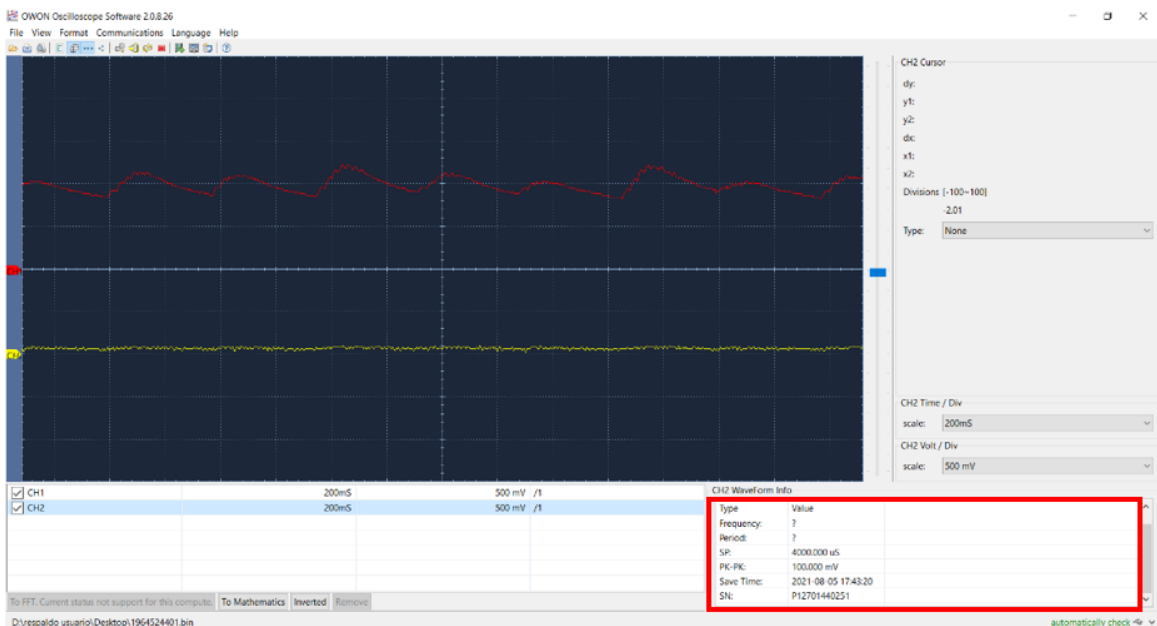 OWON Oscilloscope Software 2.0.8.26
File View Format Communications Language Help
CH2 Cursor
dy:
y1:
y2:
dx:
x1:
x2:
Divisions [-100~100]
-2.01
Type: None
CH2 Time / Div
scale: 200mS
CH2 Volt / Div
scale: 500 mV
CH1 200mS 500 mV /1
CH2 200mS 500 mV /1
CH2 WaveForm Info
Type Value
Frequency: ?
Period: ?
SP: 4000.000 uS
PK-PK: 100.000 mV
Save Time: 2021-08-05 17:43:20
SN: P12701440251
To FFT. Current status not support for this compute. To Mathematics Inverted Remove
D:\respaldo usuario\Desktop\1964524401.bin
automatically check